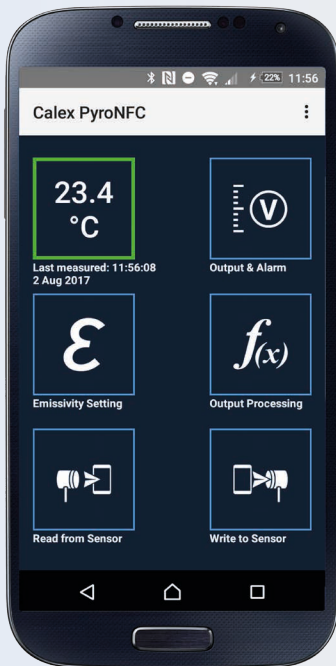 22% 11:56
Calex PyroNFC
23.4
°C
V
Last measured: 11:56:08
2 Aug 2017
Output & Alarm
Ɛ
f(x)
Emissivity Setting
Output Processing
Read from Sensor
Write to Sensor